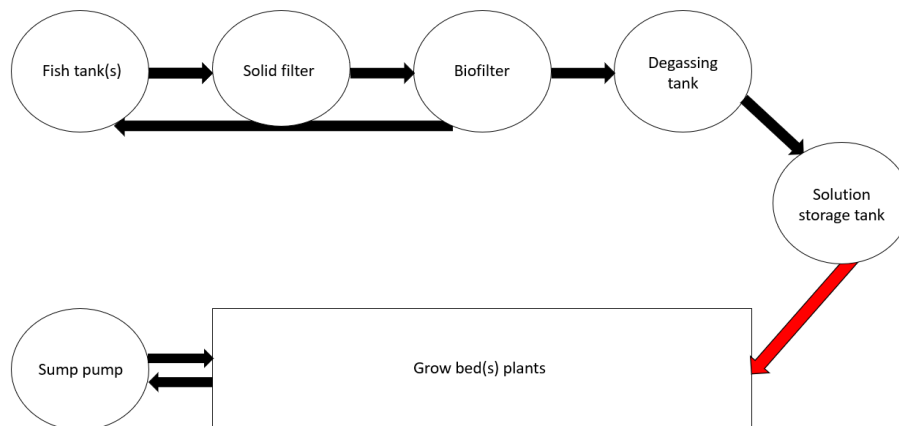 Fish tank(s)
Solid filter
Biofilter
Degassing
tank
Solution
storage tank
Sump pump
Grow bed(s) plants